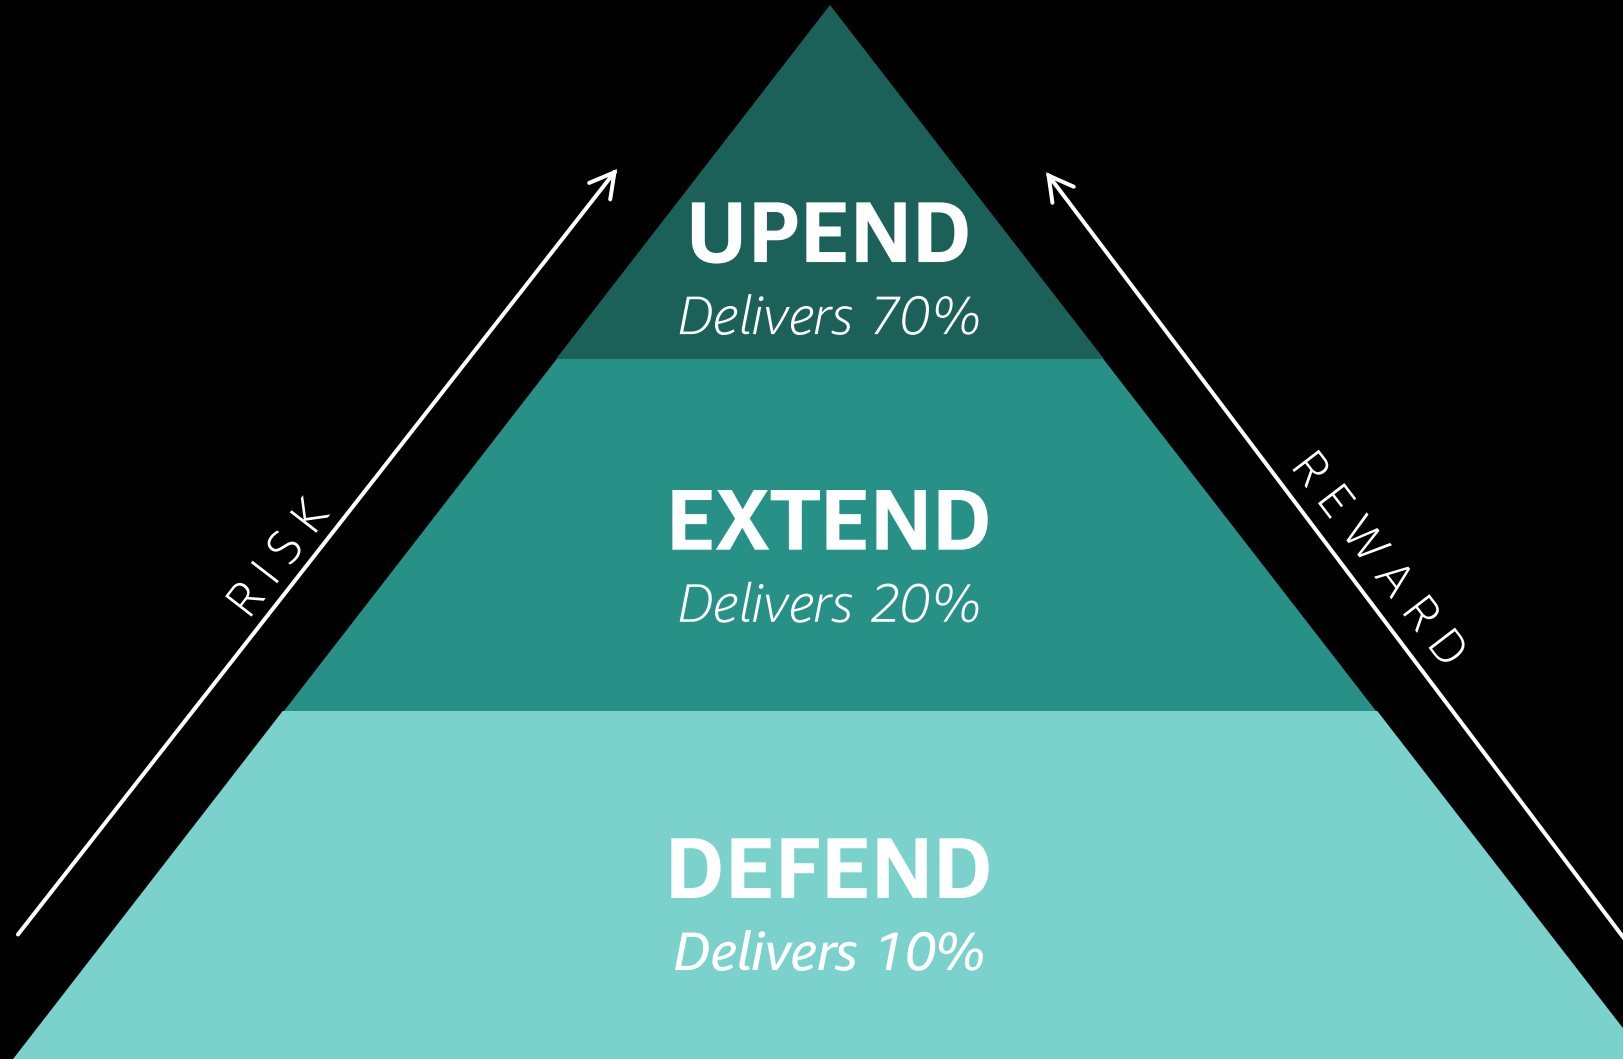 UPEND
Delivers 70%
RISK
EXTEND
Delivers 20%
REWARD
DEFEND
Delivers 10%